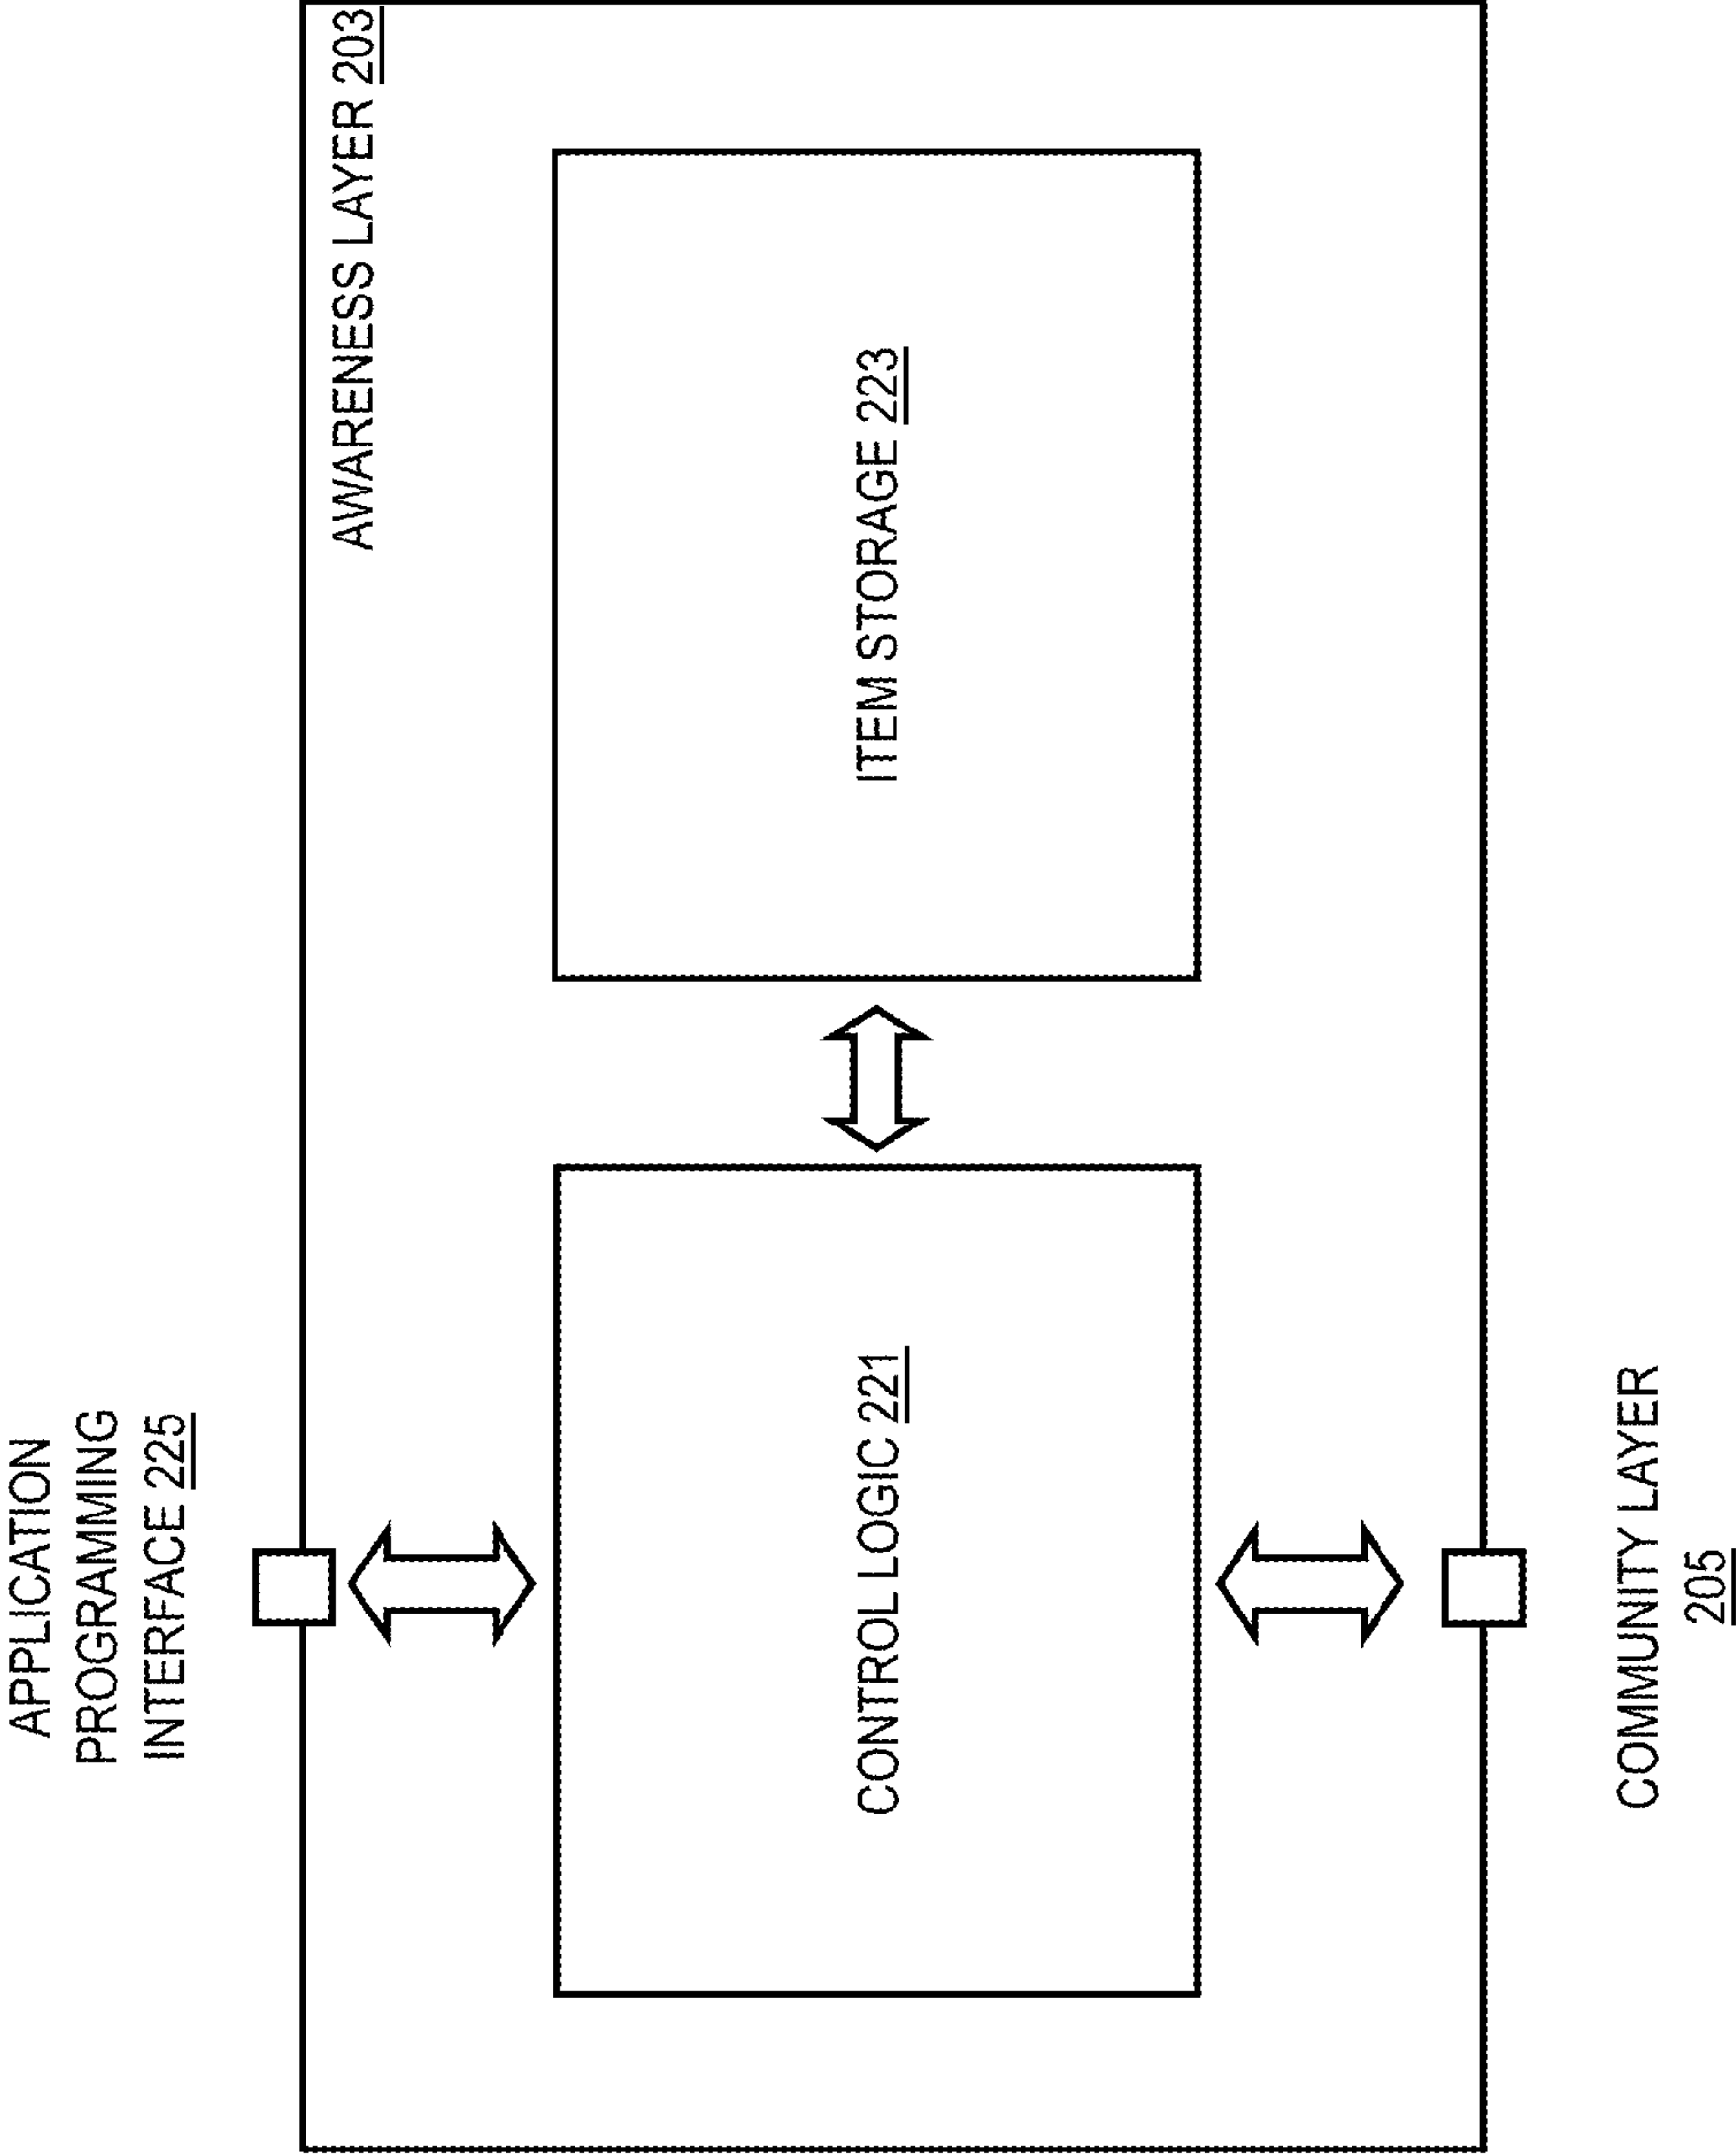 APPLICATION
PROGRAMMING
INTERFACE 225
AWARENESS LAYER 203
CONTROL LOGIC 221
ITEM STORAGE 223
COMMUNITY LAYER
205